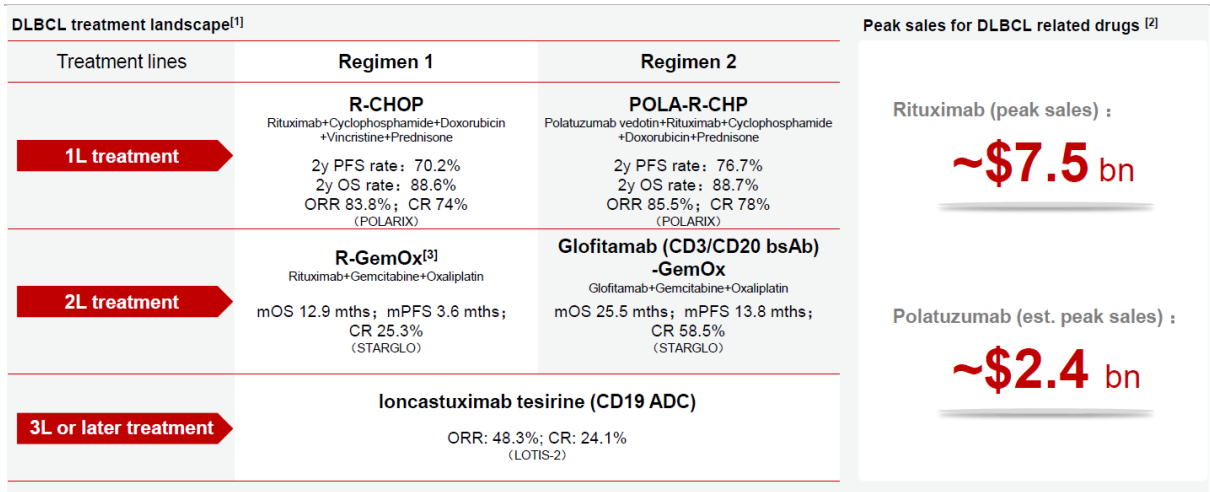 DLBCL treatment landscape[1]
Treatment lines
Regimen 1
Regimen 2
1L treatment
R-CHOP
Rituximab+Cyclophosphamide+Doxorubicin
+Vincristine+Prednisone
2y PFS rate：70.2%
2y OS rate：88.6%
ORR 83.8%；CR 74%
（POLARIX）
POLA-R-CHP
Polatuzumab vedotin+Rituximab+Cyclophosphamide
+Doxorubicin+Prednisone
2y PFS rate：76.7%
2y OS rate：88.7%
ORR 85.5%；CR 78%
（POLARIX）
2L treatment
R-GemOx[3]
Rituximab+Gemcitabine+Oxaliplatin
mOS 12.9 mths；mPFS 3.6 mths；
CR 25.3%
（STARGLO）
Glofitamab (CD3/CD20 bsAb)
-GemOx
Glofitamab+Gemcitabine+Oxaliplatin
mOS 25.5 mths；mPFS 13.8 mths；
CR 58.5%
（STARGLO）
3L or later treatment
loncastuximab tesirine (CD19 ADC)
ORR: 48.3%; CR: 24.1%
（LOTIS-2）
Peak sales for DLBCL related drugs [2]
Rituximab (peak sales)：
~$7.5 bn
Polatuzumab (est. peak sales)：
~$2.4 bn